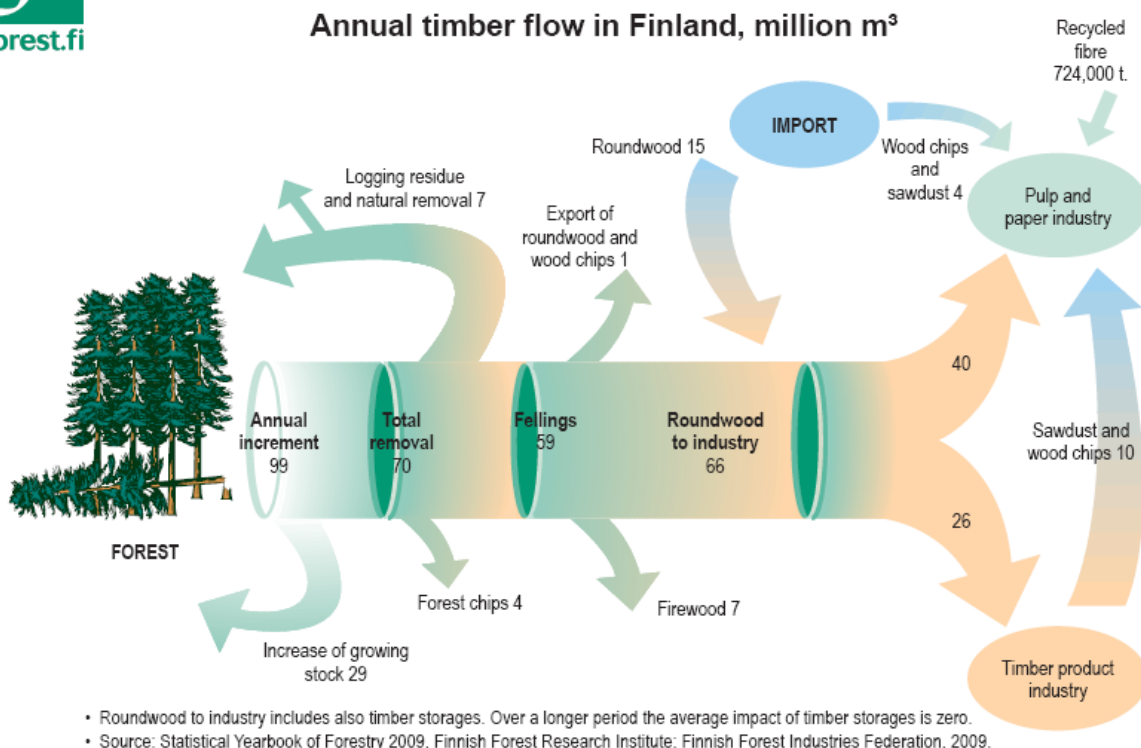 Annual timber flow in Finland, million m³
orest.fi
Recycled
fibre
724,000 t.
IMPORT
Roundwood 15
Wood chips
and
sawdust 4
Pulp and
paper industry
Logging residue
and natural removal 7
Export of
roundwood and
wood chips 1
40
Annual
increment
99
Total
removal
70
Fellings
59
Roundwood
to industry
66
Sawdust and
wood chips 10
26
FOREST
Forest chips 4
Firewood 7
Increase of growing
stock 29
Timber product
industry
• Roundwood to industry includes also timber storages. Over a longer period the average impact of timber storages is zero.
• Source: Statistical Yearbook of Forestry 2009, Finnish Forest Research Institute; Finnish Forest Industries Federation, 2009.